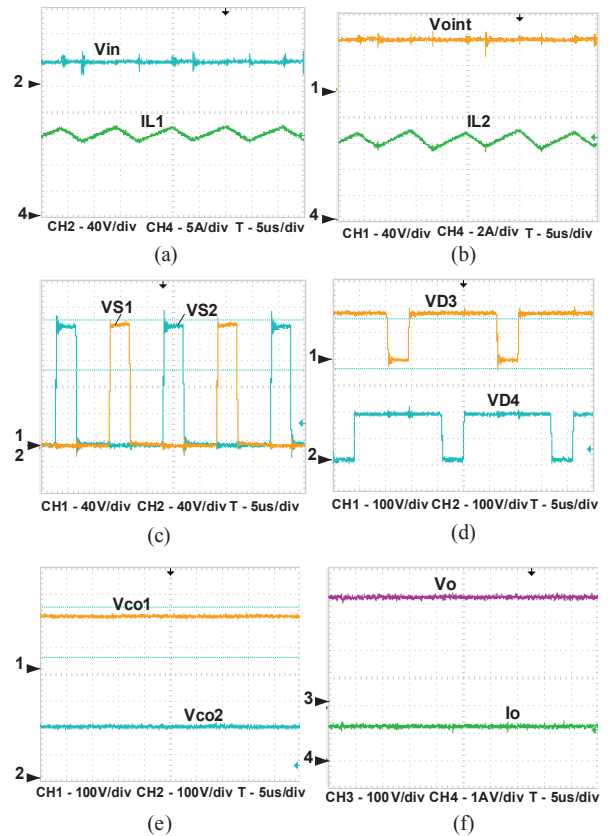 Vin
2
IL1
4
CH2 - 40V/div CH4 - 5A/div T - 5us/div
(a)
Voint
1
IL2
4
CH1 - 40V/div CH4 - 2A/div T - 5us/div
(b)
VS1 VS2
1
2
CH1 - 40V/div CH2 - 40V/div T - 5us/div
(c)
VD3
1
VD4
2
CH1 - 100V/div CH2 - 100V/div T - 5us/div
(d)
Vco1
1
Vco2
2
CH1 - 100V/div CH2 - 100V/div T - 5us/div
(e)
Vo
3
Io
4
CH3 - 100V/div CH4 - 1AV/div T - 5us/div
(f)